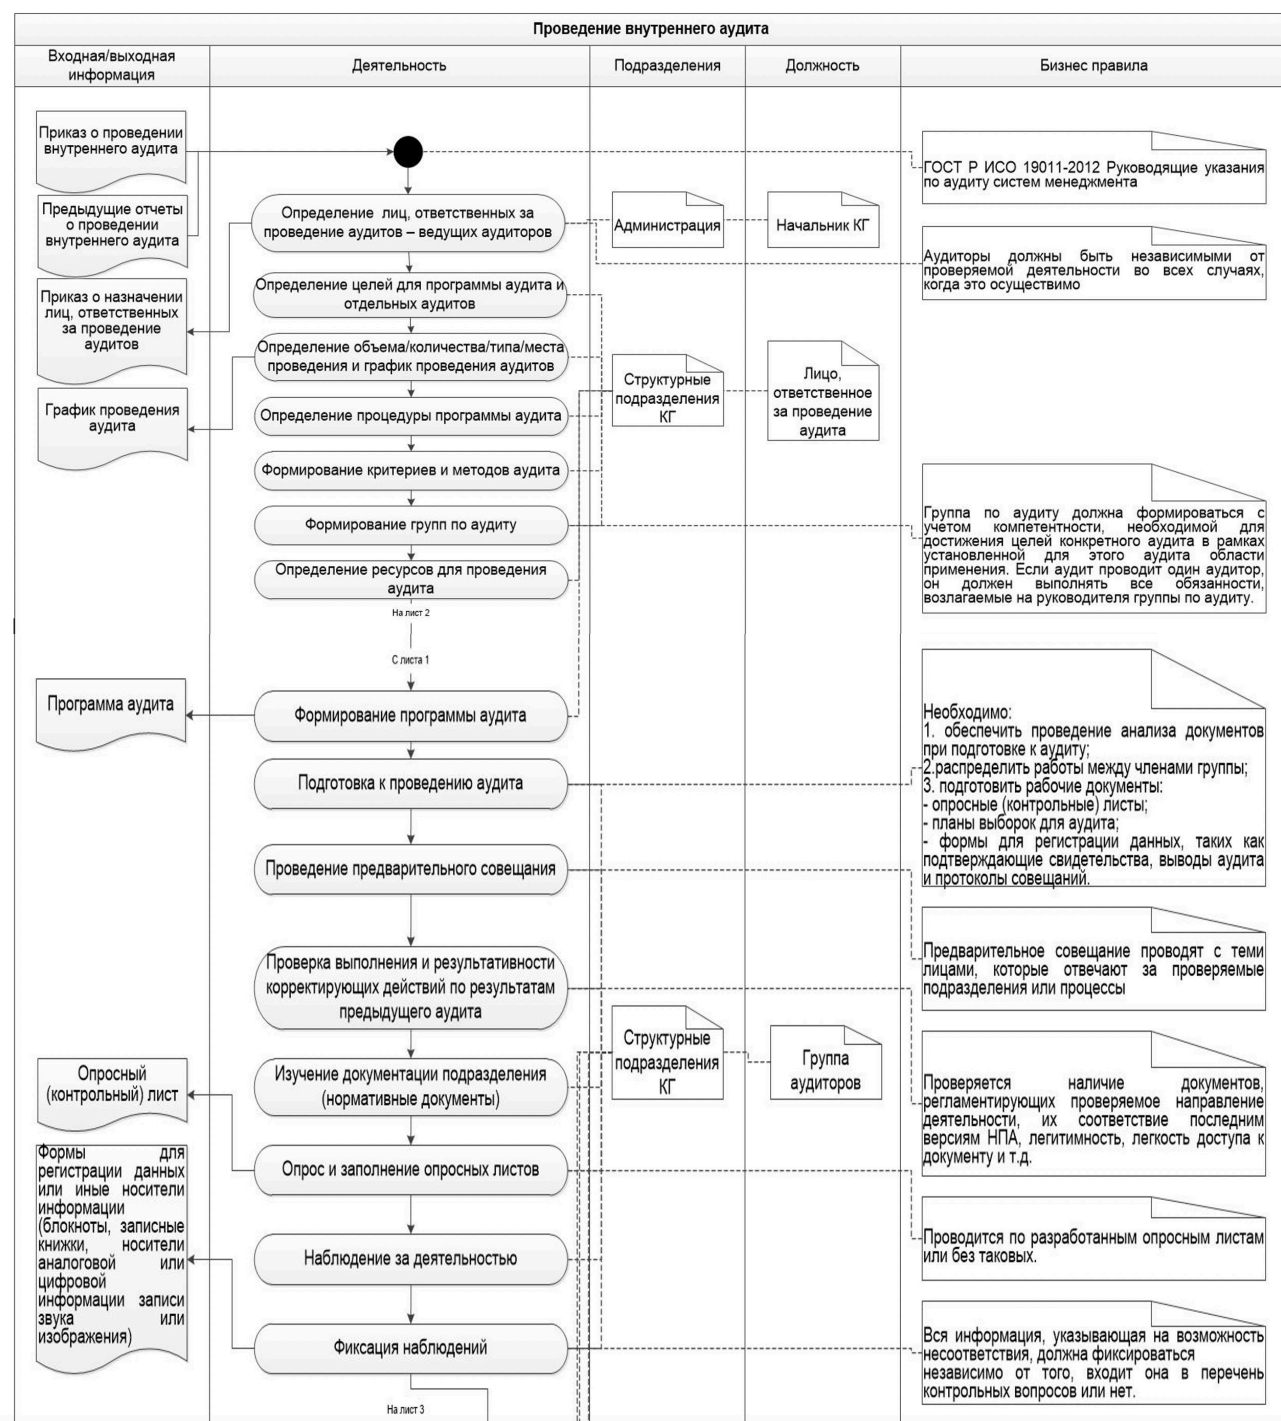 Проведение внутреннего аудита
Входная/выходная
информация
Деятельность
Подразделения
Должность
Бизнес правила
Приказ о проведении
внутреннего аудита
ГОСТ Р ИСО 19011-2012 Руководящие указания
по аудиту систем менеджмента
Предыдущие отчеты
о проведении
внутреннего аудита
Определение лиц, ответственных за
проведение аудитов – ведущих аудиторов
Администрация
Начальник КГ
Аудиторы должны быть независимыми от
проверяемой деятельности во всех случаях,
когда это осуществимо
Приказ о назначении
лиц, ответственных
за проведение
аудитов
Определение целей для программы аудита и
отдельных аудитов
Определение объема/количества/типа/места
проведения и график проведения аудитов
Структурные
подразделения
КГ
Лицо,
ответственное
за проведение
аудита
График проведения
аудита
Определение процедуры программы аудита
Формирование критериев и методов аудита
Формирование групп по аудиту
Группа по аудиту должна формироваться с
учетом компетентности, необходимой для
достижения целей конкретного аудита в рамках
установленной для этого аудита области
применения. Если аудит проводит один аудитор,
он должен выполнять все обязанности,
возлагаемые на руководителя группы по аудиту.
Определение ресурсов для проведения
аудита
На лист 2
С листа 1
Программа аудита
Формирование программы аудита
Необходимо:
1. обеспечить проведение анализа документов
при подготовке к аудиту;
2.распределить работы между членами группы;
3. подготовить рабочие документы:
- опросные (контрольные) листы;
- планы выборок для аудита;
- формы для регистрации данных, таких как
подтверждающие свидетельства, выводы аудита
и протоколы совещаний.
Подготовка к проведению аудита
Проведение предварительного совещания
Предварительное совещание проводят с теми
лицами, которые отвечают за проверяемые
подразделения или процессы
Проверка выполнения и результативности
корректирующих действий по результатам
предыдущего аудита
Структурные
подразделения
КГ
Группа
аудиторов
Проверяется наличие документов,
регламентирующих проверяемое направление
деятельности, их соответствие последним
версиям НПА, легитимность, легкость доступа к
документу и т.д.
Опросный
(контрольный) лист
Изучение документации подразделения
(нормативные документы)
Опрос и заполнение опросных листов
Проводится по разработанным опросным листам
или без таковых.
Формы для
регистрации данных
или иные носители
информации
(блокноты, записные
книжки, носители
аналоговой или
цифровой
информации записи
звука или
изображения)
Наблюдение за деятельностью
Фиксация наблюдений
Вся информация, указывающая на возможность
несоответствия, должна фиксироваться
независимо от того, входит она в перечень
контрольных вопросов или нет.
На лист 3